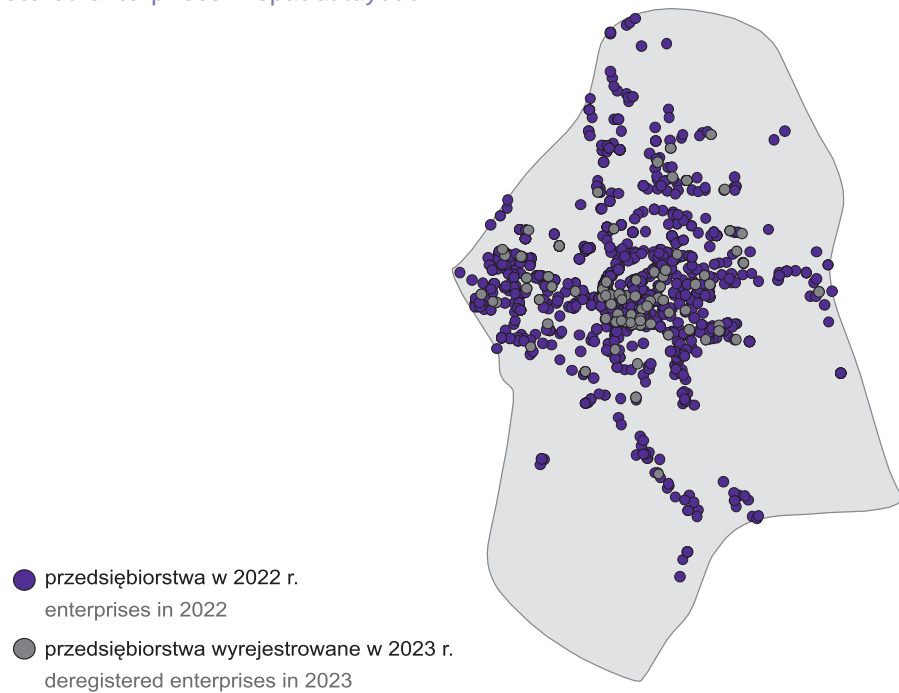 przedsiębiorstwa w 2022 r.
enterprises in 2022
przedsiębiorstwa wyrejestrowane w 2023 r.
deregistered enterprises in 2023